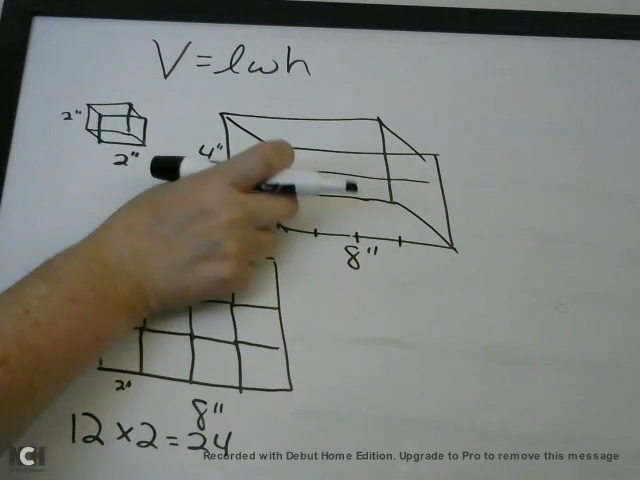 V = lwh
2"
2"
4"
8"
2"
8"
12 × 2 = 24
Recorded with Debut Home Edition. Upgrade to Pro to remove this message